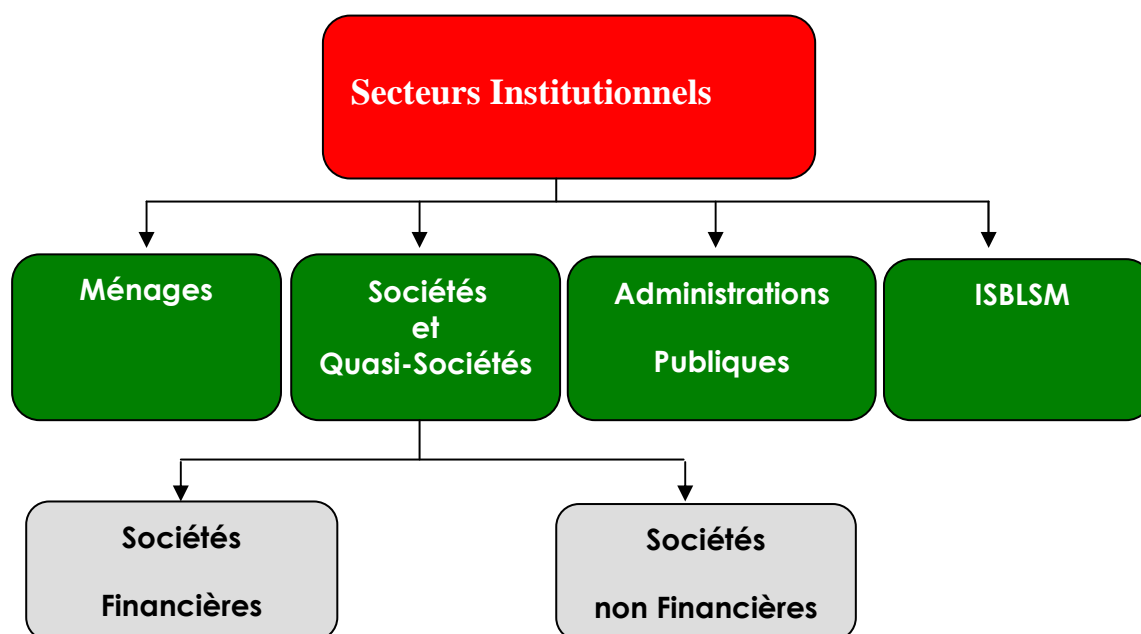 Secteurs Institutionnels
Ménages
Sociétés
et
Quasi-Sociétés
Administrations
Publiques
ISBLSM
Sociétés
Financières
Sociétés
non Financières